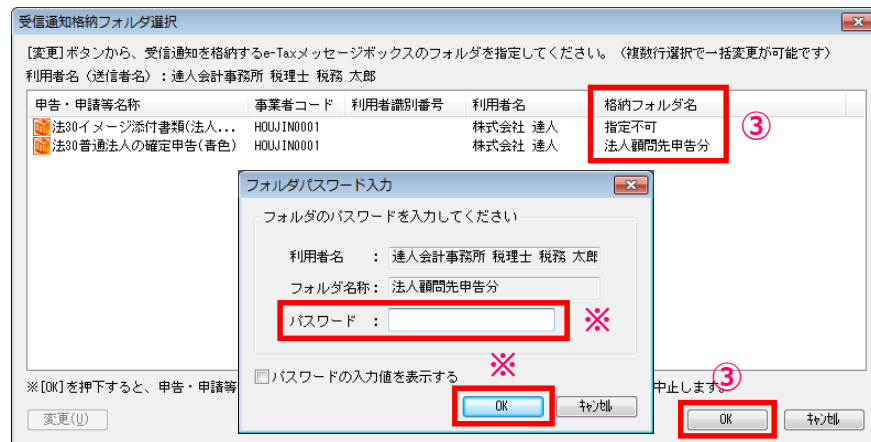 受信通知格納フォルダ選択
[変更]ボタンから、受信通知を格納するe-Taxメッセージボックスのフォルダを指定してください。（複数行選択で一括変更が可能です）
利用者名（送信者名）：達人会計事務所 税理士 税務 太郎
申告・申請等名称 事業者コード 利用者識別番号 利用者名 格納フォルダ名
法30イメージ添付書類(法人... HOUJIN0001 株式会社 達人 指定不可
法30普通法人の確定申告(青色) HOUJIN0001 株式会社 達人 法人顧問先申告分
③
フォルダパスワード入力
フォルダのパスワードを入力してください
利用者名 ： 達人会計事務所 税理士 税務 太郎
フォルダ名称： 法人顧問先申告分
パスワード ：
※
パスワードの入力値を表示する
※
OK キャンセル
※[OK]を押下すると、申告・申請等
中止します。
③
変更(U) OK キャンセル